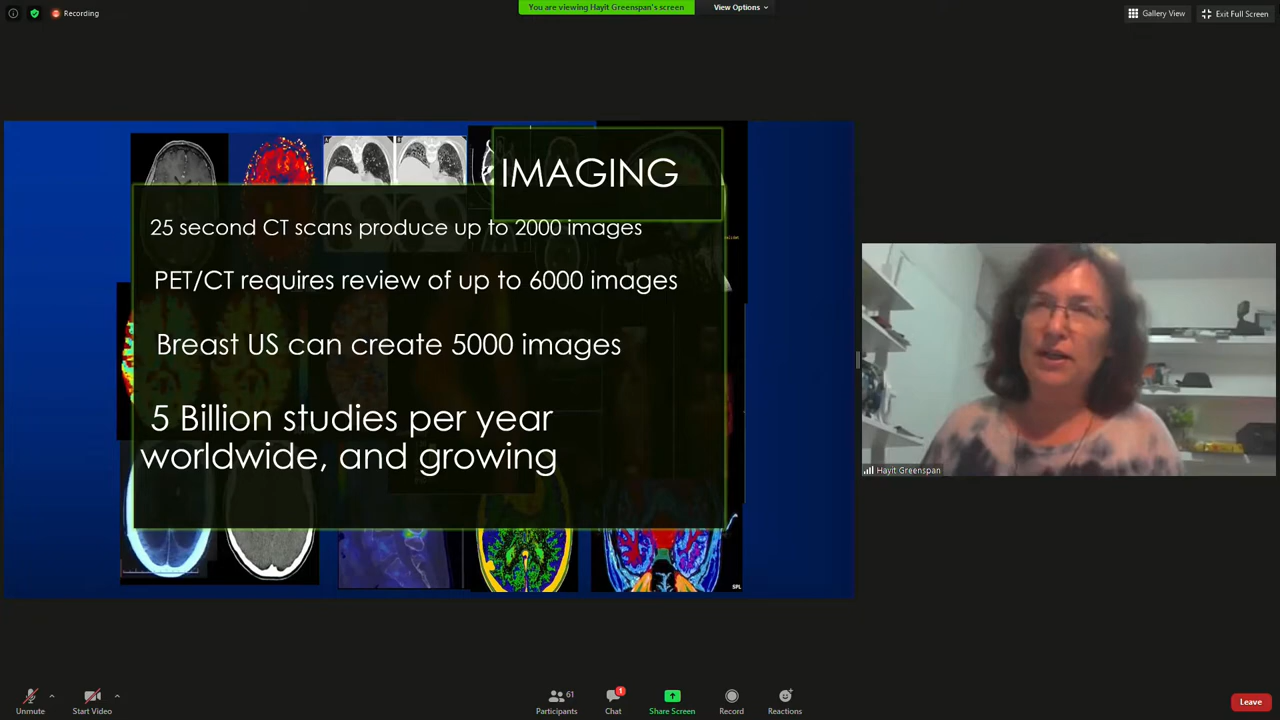 Recording
You are viewing Hayit Greenspan's screen
View Options
Gallery View
Exit Full Screen
IMAGING
25 second CT scans produce up to 2000 images
PET/CT requires review of up to 6000 images
Breast US can create 5000 images
5 Billion studies per year
worldwide, and growing
SPL
Hayit Greenspan
Unmute
Start Video
61
Participants
1
Chat
Share Screen
Record
Reactions
Leave